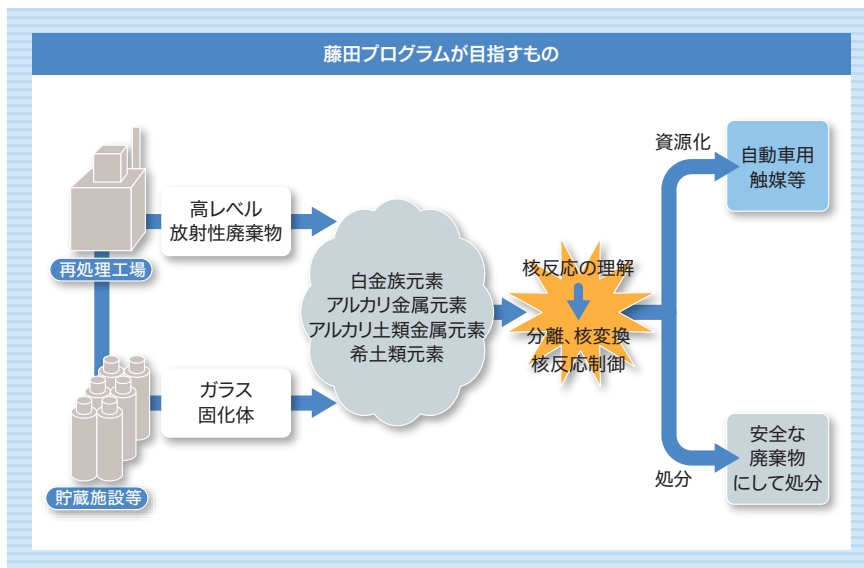 藤田プログラムが目指すもの
再処理工場
高レベル
放射性廃棄物
貯蔵施設等
ガラス
固化体
白金族元素
アルカリ金属元素
アルカリ土類金属元素
希土類元素
核反応の理解
分離、核変換
核反応制御
資源化
自動車用
触媒等
処分
安全な
廃棄物
にして処分